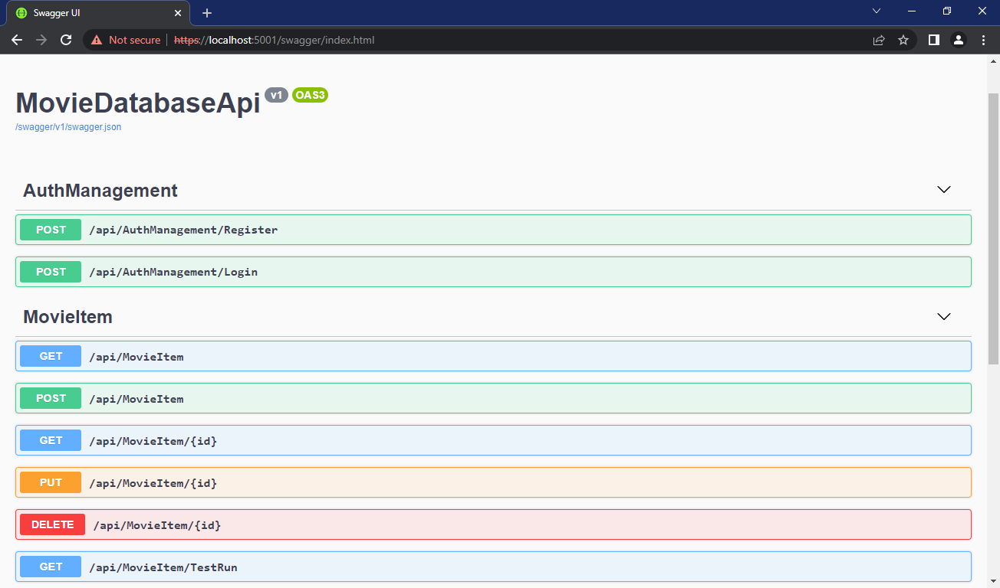 Swagger UI
Not secure https://localhost:5001/swagger/index.html
MovieDatabaseApi v1 OAS3
/swagger/v1/swagger.json
AuthManagement
POST /api/AuthManagement/Register
POST /api/AuthManagement/Login
MovieItem
GET /api/MovieItem
POST /api/MovieItem
GET /api/MovieItem/{id}
PUT /api/MovieItem/{id}
DELETE /api/MovieItem/{id}
GET /api/MovieItem/TestRun